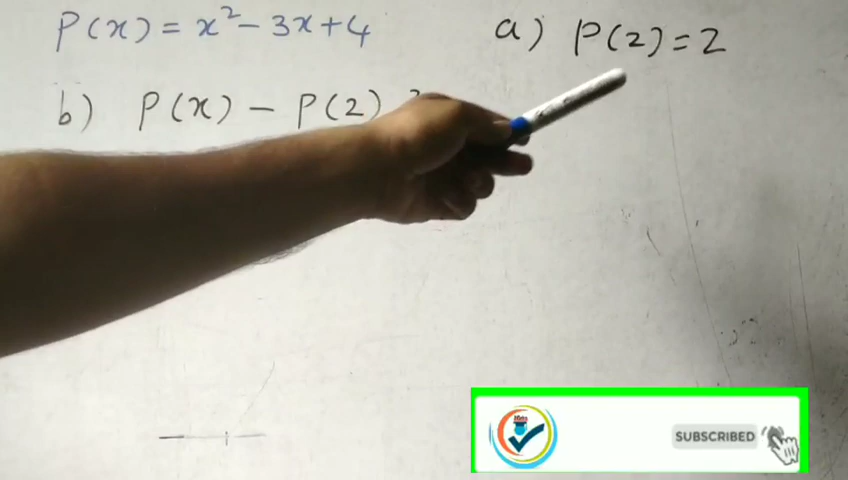 P(x) = x² - 3x + 4
a) P(2) = 2
b) P(x) - P(2)
SUBSCRIBED